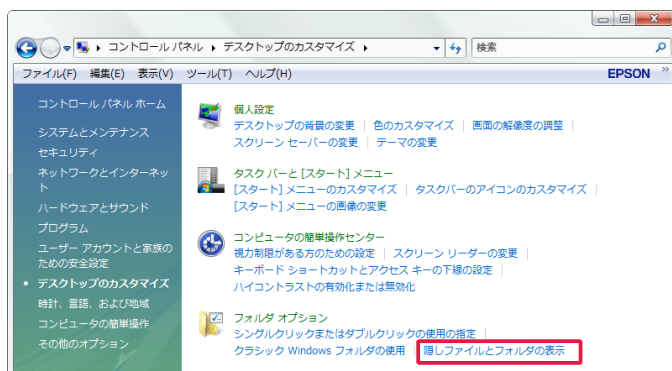 コントロール パネル ▸ デスクトップのカスタマイズ ▸
検索
ファイル(F) 編集(E) 表示(V) ツール(T) ヘルプ(H)
EPSON »
コントロール パネル ホーム
システムとメンテナンス
セキュリティ
ネットワークとインターネッ
ト
ハードウェアとサウンド
プログラム
ユーザー アカウントと家族の
ための安全設定
• デスクトップのカスタマイズ
時計、言語、および地域
コンピュータの簡単操作
その他のオプション
個人設定
デスクトップの背景の変更 | 色のカスタマイズ | 画面の解像度の調整 |
スクリーン セーバーの変更 | テーマの変更
タスク バーと [スタート] メニュー
[スタート] メニューのカスタマイズ | タスクバーのアイコンのカスタマイズ |
[スタート] メニューの画像の変更
コンピュータの簡単操作センター
視力制限がある方のための設定 | スクリーン リーダーの変更 |
キーボード ショートカットとアクセス キーの下線の設定 |
ハイコントラストの有効化または無効化
フォルダ オプション
シングルクリックまたはダブルクリックの使用の指定 |
クラシック Windows フォルダの使用 | 隠しファイルとフォルダの表示